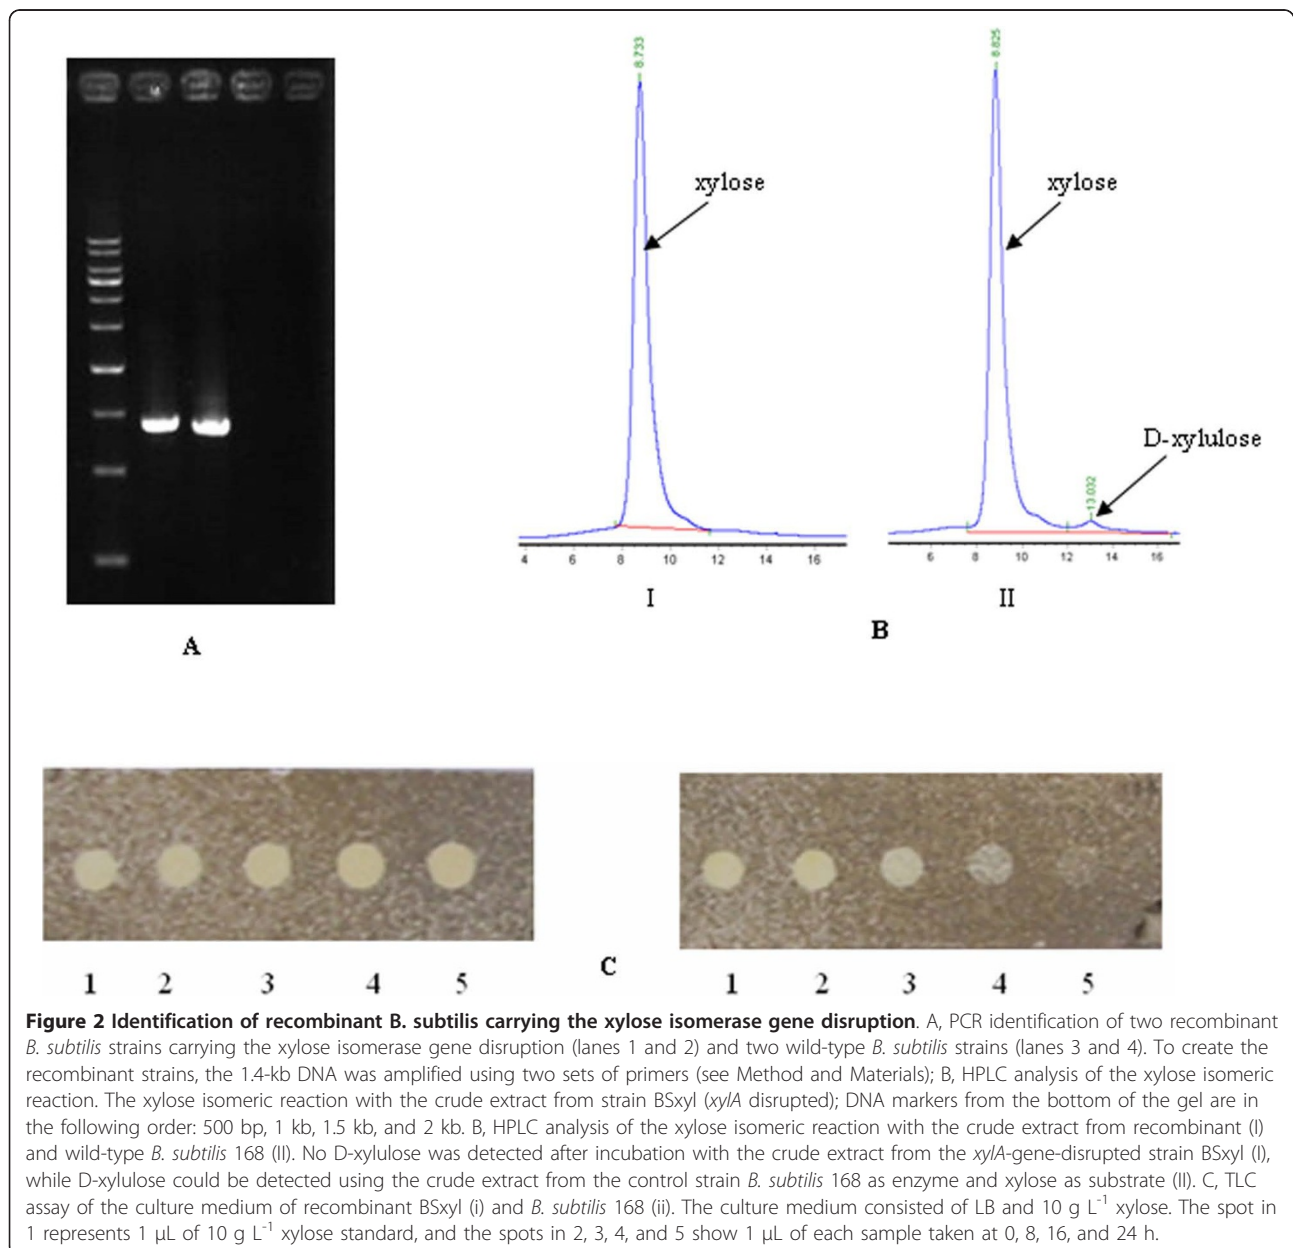 M
8.733
8.825
xylose
xylose
D-xylulose
13.032
4 6 8 10 12 14 16
6 8 10 12 14 16
I
II
A
B
C
1 2 3 4 5
1 2 3 4 5
Figure 2 Identification of recombinant B. subtilis carrying the xylose isomerase gene disruption. A, PCR identification of two recombinant
B. subtilis strains carrying the xylose isomerase gene disruption (lanes 1 and 2) and two wild-type B. subtilis strains (lanes 3 and 4). To create the
recombinant strains, the 1.4-kb DNA was amplified using two sets of primers (see Method and Materials); B, HPLC analysis of the xylose isomeric
reaction. The xylose isomeric reaction with the crude extract from strain BSxyl (xylA disrupted); DNA markers from the bottom of the gel are in
the following order: 500 bp, 1 kb, 1.5 kb, and 2 kb. B, HPLC analysis of the xylose isomeric reaction with the crude extract from recombinant (I)
and wild-type B. subtilis 168 (II). No D-xylulose was detected after incubation with the crude extract from the xylA-gene-disrupted strain BSxyl (I),
while D-xylulose could be detected using the crude extract from the control strain B. subtilis 168 as enzyme and xylose as substrate (II). C, TLC
assay of the culture medium of recombinant BSxyl (i) and B. subtilis 168 (ii). The culture medium consisted of LB and 10 g L⁻¹ xylose. The spot in
1 represents 1 μL of 10 g L⁻¹ xylose standard, and the spots in 2, 3, 4, and 5 show 1 μL of each sample taken at 0, 8, 16, and 24 h.